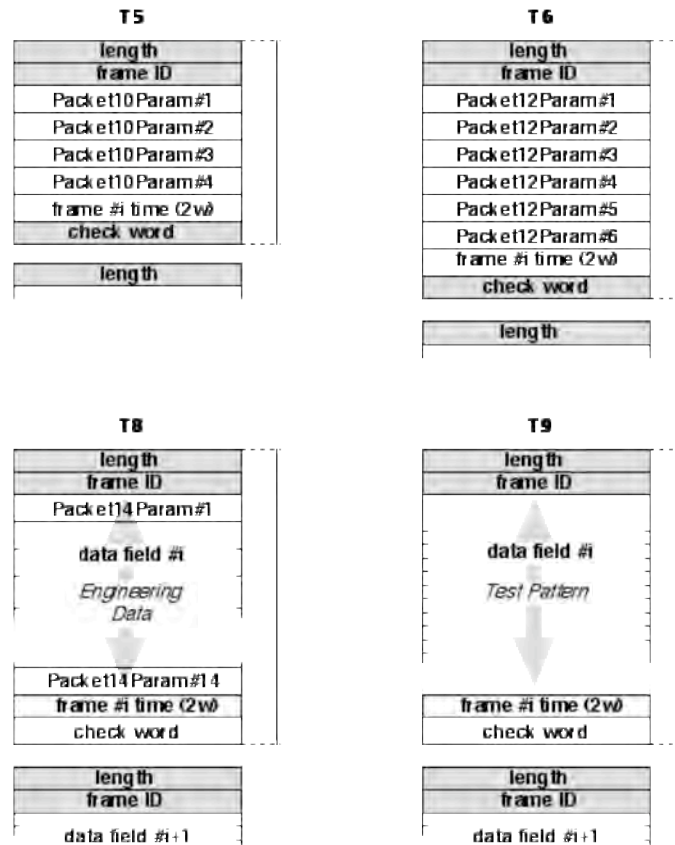 T5
length
frame ID
Packet10Param#1
Packet10Param#2
Packet10Param#3
Packet10Param#4
frame #i time (2w)
check word
length
T6
length
frame ID
Packet12Param#1
Packet12Param#2
Packet12Param#3
Packet12Param#4
Packet12Param#5
Packet12Param#6
frame #i time (2w)
check word
length
T8
length
frame ID
Packet14Param#1
data field #i
Engineering
Data
Packet14Param#14
frame #i time (2w)
check word
length
frame ID
data field #i+1
T9
length
frame ID
data field #i
Test Pattern
frame #i time (2w)
check word
length
frame ID
data field #i+1